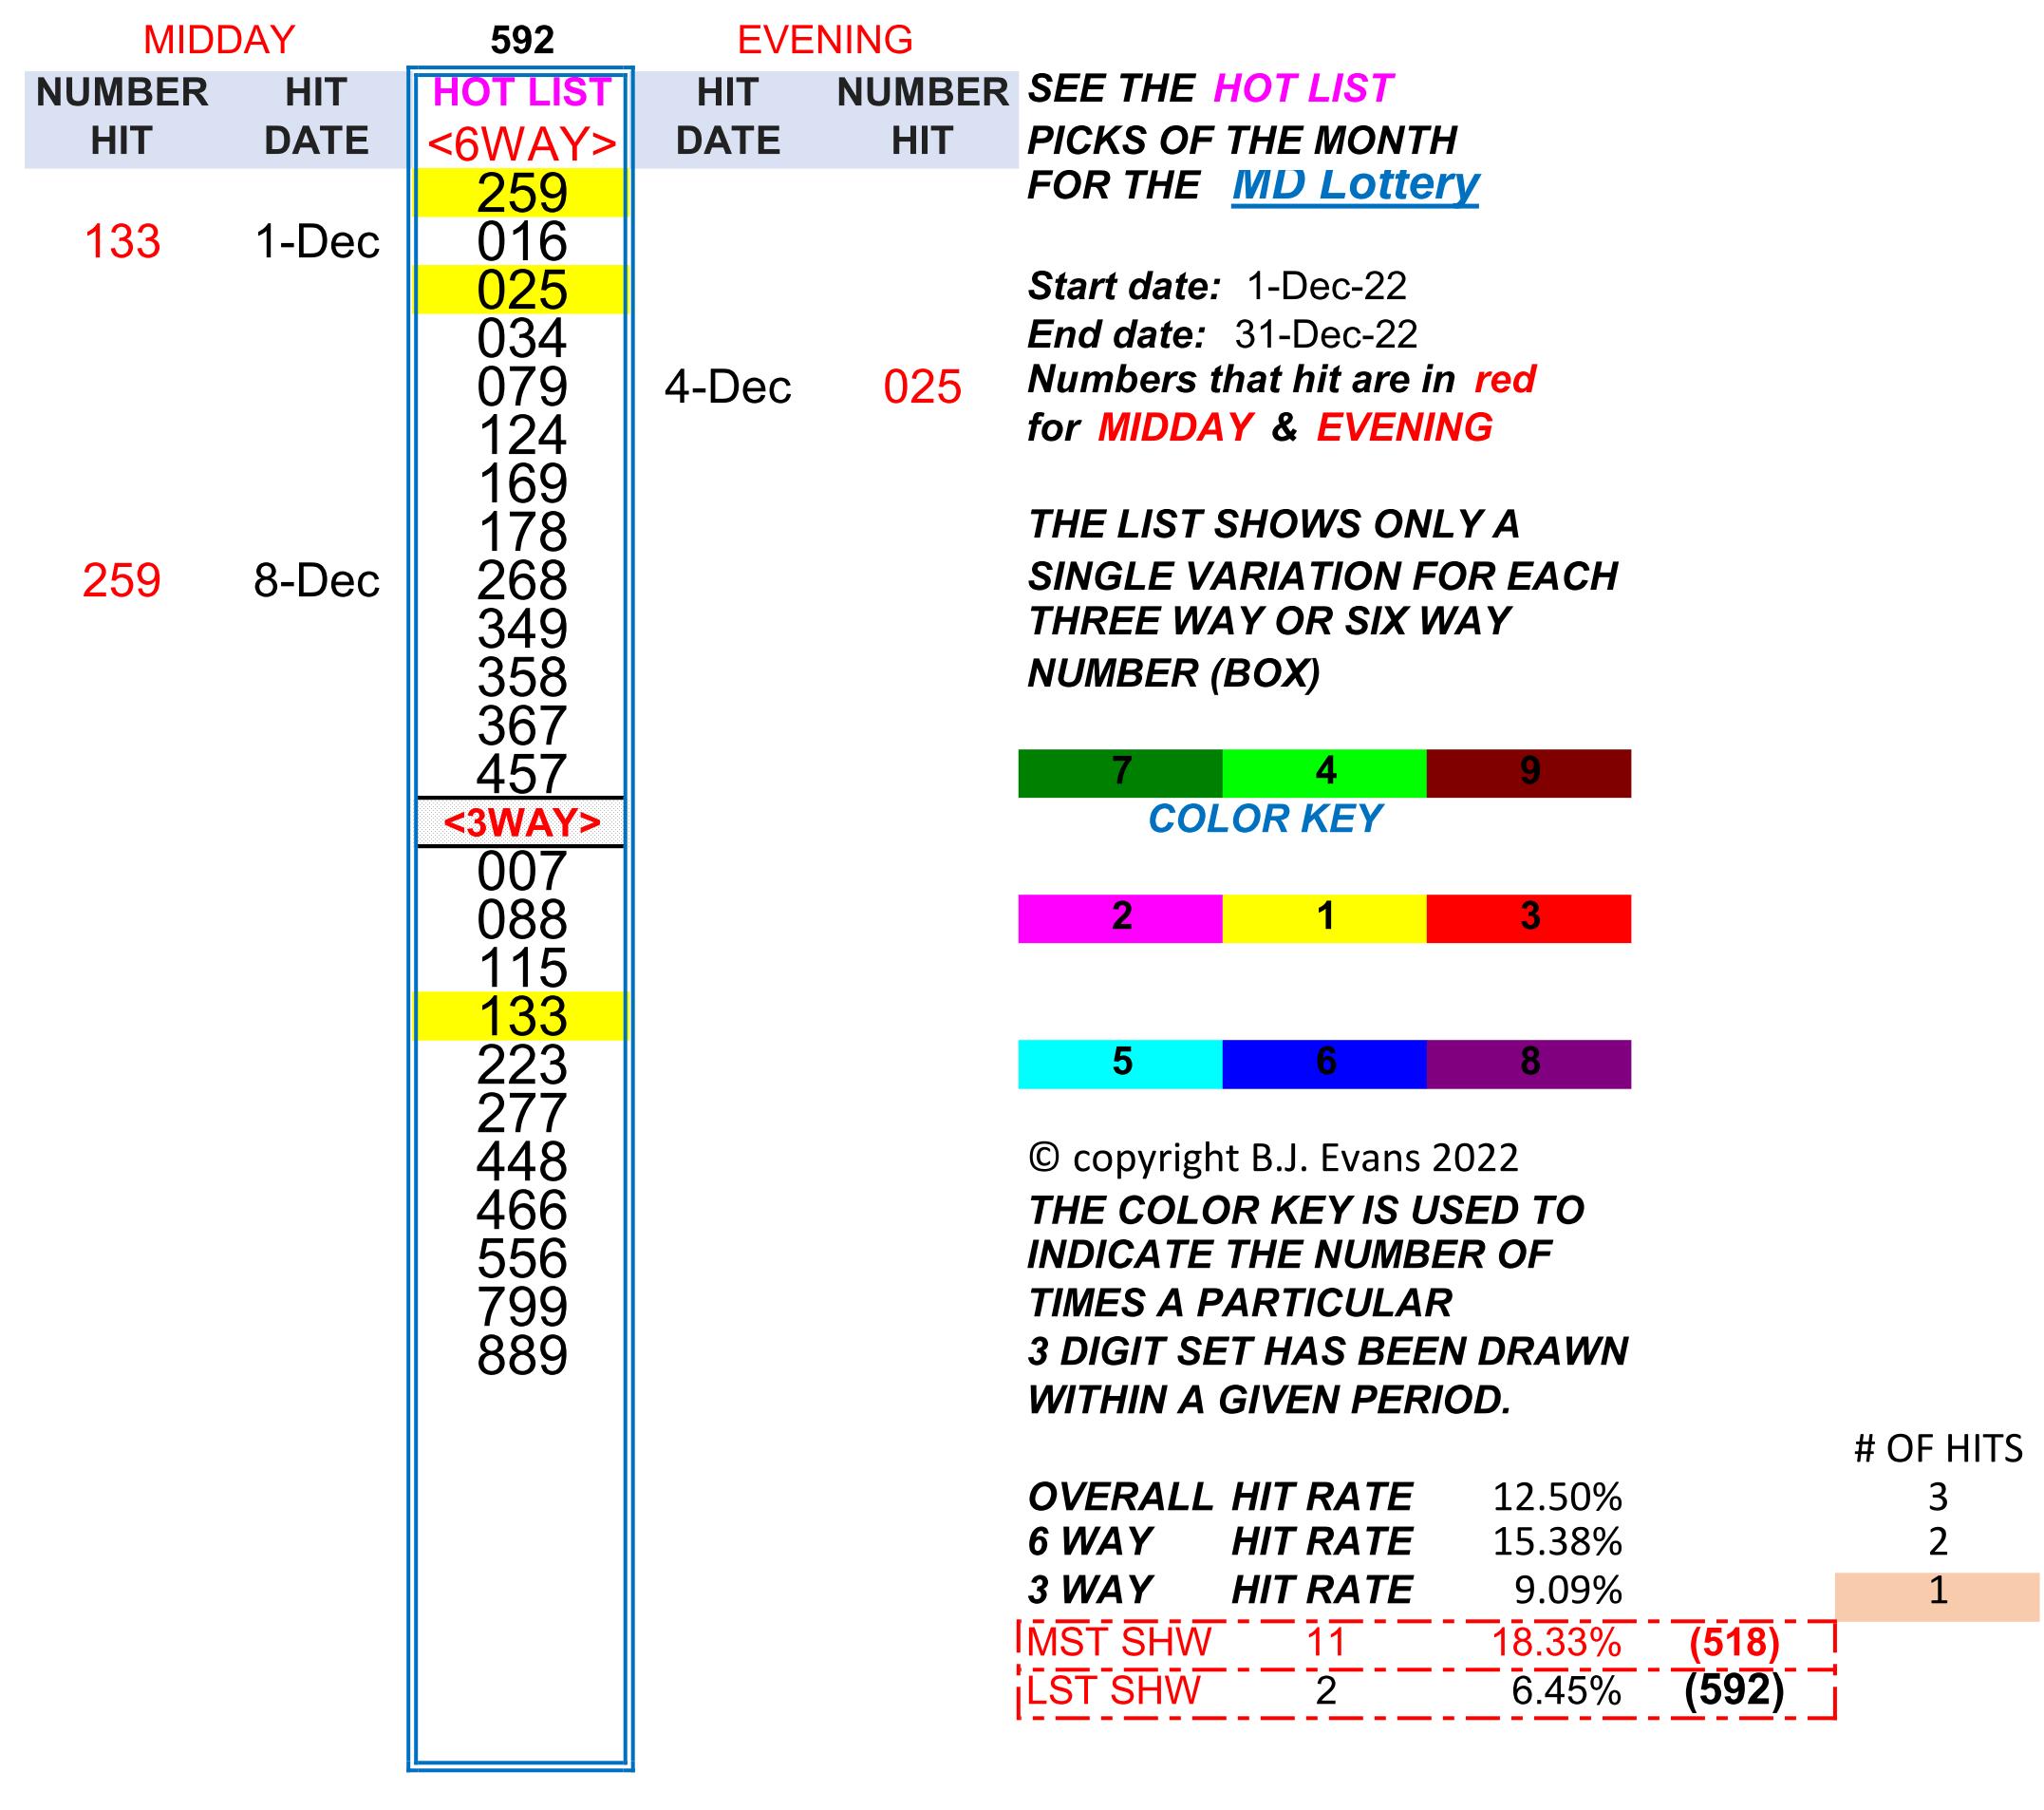 MIDDAY 592 EVENING
NUMBER HIT HOT LIST HIT NUMBER SEE THE HOT LIST
HIT DATE <6WAY> DATE HIT PICKS OF THE MONTH
259 FOR THE MD Lottery
133 1-Dec 016
025 Start date: 1-Dec-22
034 End date: 31-Dec-22
079 4-Dec 025 Numbers that hit are in red
124 for MIDDAY & EVENING
169
178 THE LIST SHOWS ONLY A
259 8-Dec 268 SINGLE VARIATION FOR EACH
349 THREE WAY OR SIX WAY
358 NUMBER (BOX)
367
457 7 4 9
<3WAY> COLOR KEY
007
088 2 1 3
115
133
223 5 6 8
277
448 © copyright B.J. Evans 2022
466 THE COLOR KEY IS USED TO
556 INDICATE THE NUMBER OF
799 TIMES A PARTICULAR
889 3 DIGIT SET HAS BEEN DRAWN
WITHIN A GIVEN PERIOD.
# OF HITS
OVERALL HIT RATE 12.50% 3
6 WAY HIT RATE 15.38% 2
3 WAY HIT RATE 9.09% 1
MST SHW 11 18.33% (518)
LST SHW 2 6.45% (592)